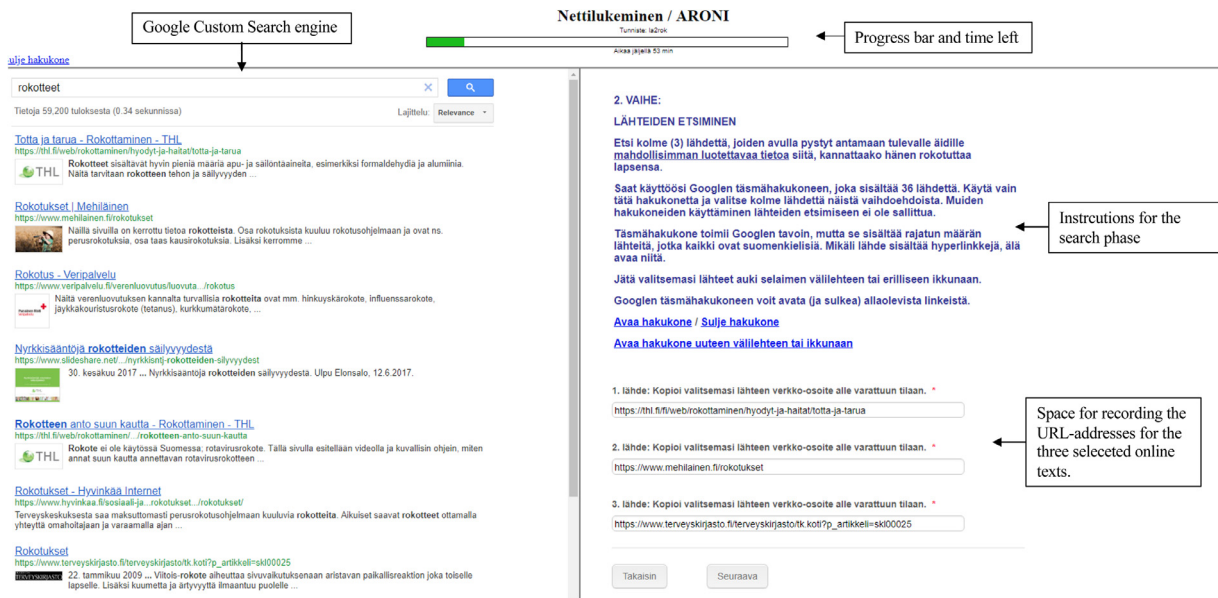 Nettilukeminen / ARONI
Tunniste: la2rok
Aikaa jäljellä 53 min
Google Custom Search engine
Progress bar and time left
sulje hakukone
rokotteet
Tietoja 59,200 tuloksesta (0.34 sekunnissa)
Lajittelu: Relevance
Totta ja tarua - Rokottaminen - THL
https://thl.fi/web/rokottaminen/hyodyt-ja-haitat/totta-ja-tarua
THL
Rokotteet sisältävät hyvin pieniä määriä apu- ja säilöntäaineita, esimerkiksi formaldehydiä ja alumiinia.
Näitä tarvitaan rokotteen tehon ja säilyvyyden ...
Rokotukset | Mehiläinen
https://www.mehilainen.fi/rokotukset
Näillä sivuilla on kerrottu tietoa rokotteista. Osa rokotuksista kuuluu rokotusohjelmaan ja ovat ns.
perusrokotuksia, osa taas kausirokotuksia. Lisäksi kerromme ...
Rokotus - Veripalvelu
https://www.veripalvelu.fi/verenluovutus/luovuta.../rokotus
Näitä verenluovutuksen kannalta turvallisia rokotteita ovat mm. hinkuyskärokote, influenssarokote,
jäykkäkouristusrokote (tetanus), kurkkumätärokote, ...
Nyrkkisääntöjä rokotteiden säilyvyydestä
https://www.slideshare.net/.../nyrkkisntj-rokotteiden-silyvyydest
30. kesäkuu 2017 ... Nyrkkisääntöjä rokotteiden säilyvyydestä. Ulpu Elonsalo, 12.6.2017.
Rokotteen anto suun kautta - Rokottaminen - THL
https://thl.fi/web/rokottaminen/.../rokotteen-anto-suun-kautta
THL
Rokote ei ole käytössä Suomessa; rotavirusrokote. Tällä sivulla esitellään videolla ja kuvallisin ohjein, miten
annat suun kautta annettavan rotavirusrokotteen ...
Rokotukset - Hyvinkää Internet
https://www.hyvinkaa.fi/sosiaali-ja...rokotukset.../rokotukset/
Terveyskeskuksesta saa maksuttomasti perusrokotusohjelmaan kuuluvia rokotteita. Aikuiset saavat rokotteet ottamalla
yhteyttä omahoitajaan ja varaamalla ajan ...
Rokotukset
https://www.terveyskirjasto.fi/terveyskirjasto/tk.koti?p_artikkeli=skl00025
TERVEYSKIRJASTO
22. tammikuu 2009 ... Viitois-rokote aiheuttaa sivuvaikutuksenaan aristavan paikallisreaktion joka toiselle
lapselle. Lisäksi kuumetta ja ärtyvyyttä ilmaantuu puolelle ...
2. VAIHE:
LÄHTEIDEN ETSIMINEN
Etsi kolme (3) lähdettä, joiden avulla pystyt antamaan tulevalle äidille
mahdollisimman luotettavaa tietoa siitä, kannattaako hänen rokotuttaa
lapsensa.
Saat käyttöösi Googlen täsmähakukoneen, joka sisältää 36 lähdettä. Käytä vain
tätä hakukonetta ja valitse kolme lähdettä näistä vaihdoehdoista. Muiden
hakukoneiden käyttäminen lähteiden etsimiseen ei ole sallittua.
Täsmähakukone toimii Googlen tavoin, mutta se sisältää rajatun määrän
lähteitä, jotka kaikki ovat suomenkielisiä. Mikäli lähde sisältää hyperlinkkejä, älä
avaa niitä.
Jätä valitsemasi lähteet auki selaimen välilehteen tai erilliseen ikkunaan.
Googlen täsmähakukoneen voit avata (ja sulkea) allaolevista linkeistä.
Avaa hakukone / Sulje hakukone
Avaa hakukone uuteen välilehteen tai ikkunaan
Instrcutions for the
search phase
1. lähde: Kopioi valitsemasi lähteen verkko-osoite alle varattuun tilaan. *
https://thl.fi/fi/web/rokottaminen/hyodyt-ja-haitat/totta-ja-tarua
2. lähde: Kopioi valitsemasi lähteen verkko-osoite alle varattuun tilaan. *
https://www.mehilainen.fi/rokotukset
3. lähde: Kopioi valitsemasi lähteen verkko-osoite alle varattuun tilaan. *
https://www.terveyskirjasto.fi/terveyskirjasto/tk.koti?p_artikkeli=skl00025
Space for recording the
URL-addresses for the
three seleceted online
texts.
Takaisin
Seuraava